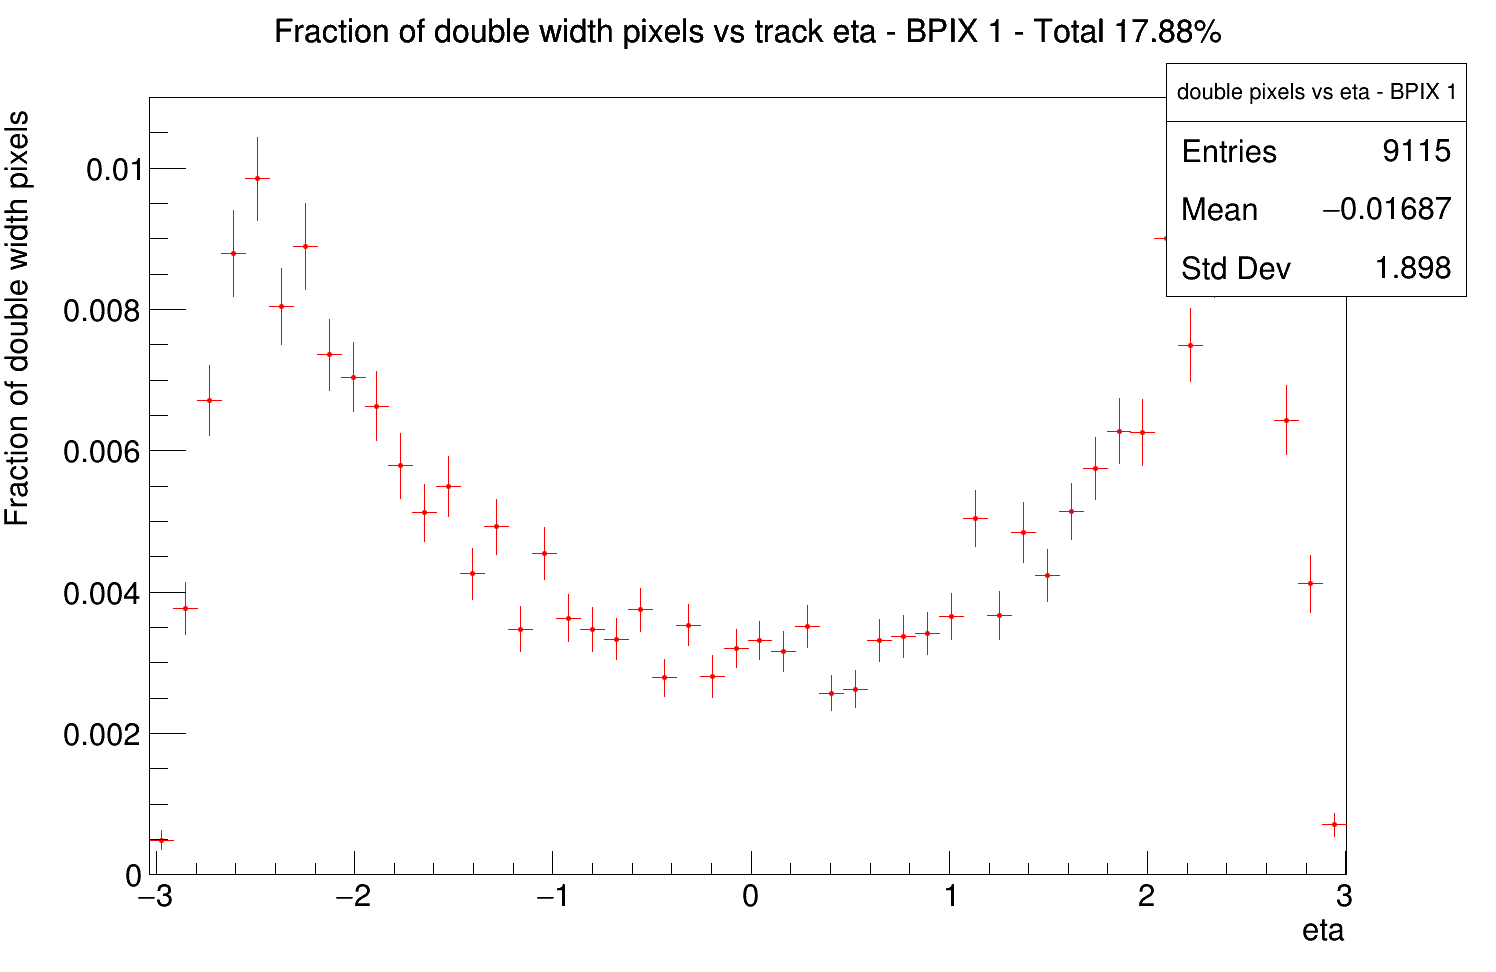 Fraction of double width pixels vs track eta - BPIX 1 - Total 17.88%
double pixels vs eta - BPIX 1
Entries 9115
Mean −0.01687
Std Dev 1.898
Fraction of double width pixels
0.01
0.008
0.006
0.004
0.002
0
−3 −2 −1 0 1 2 3
eta